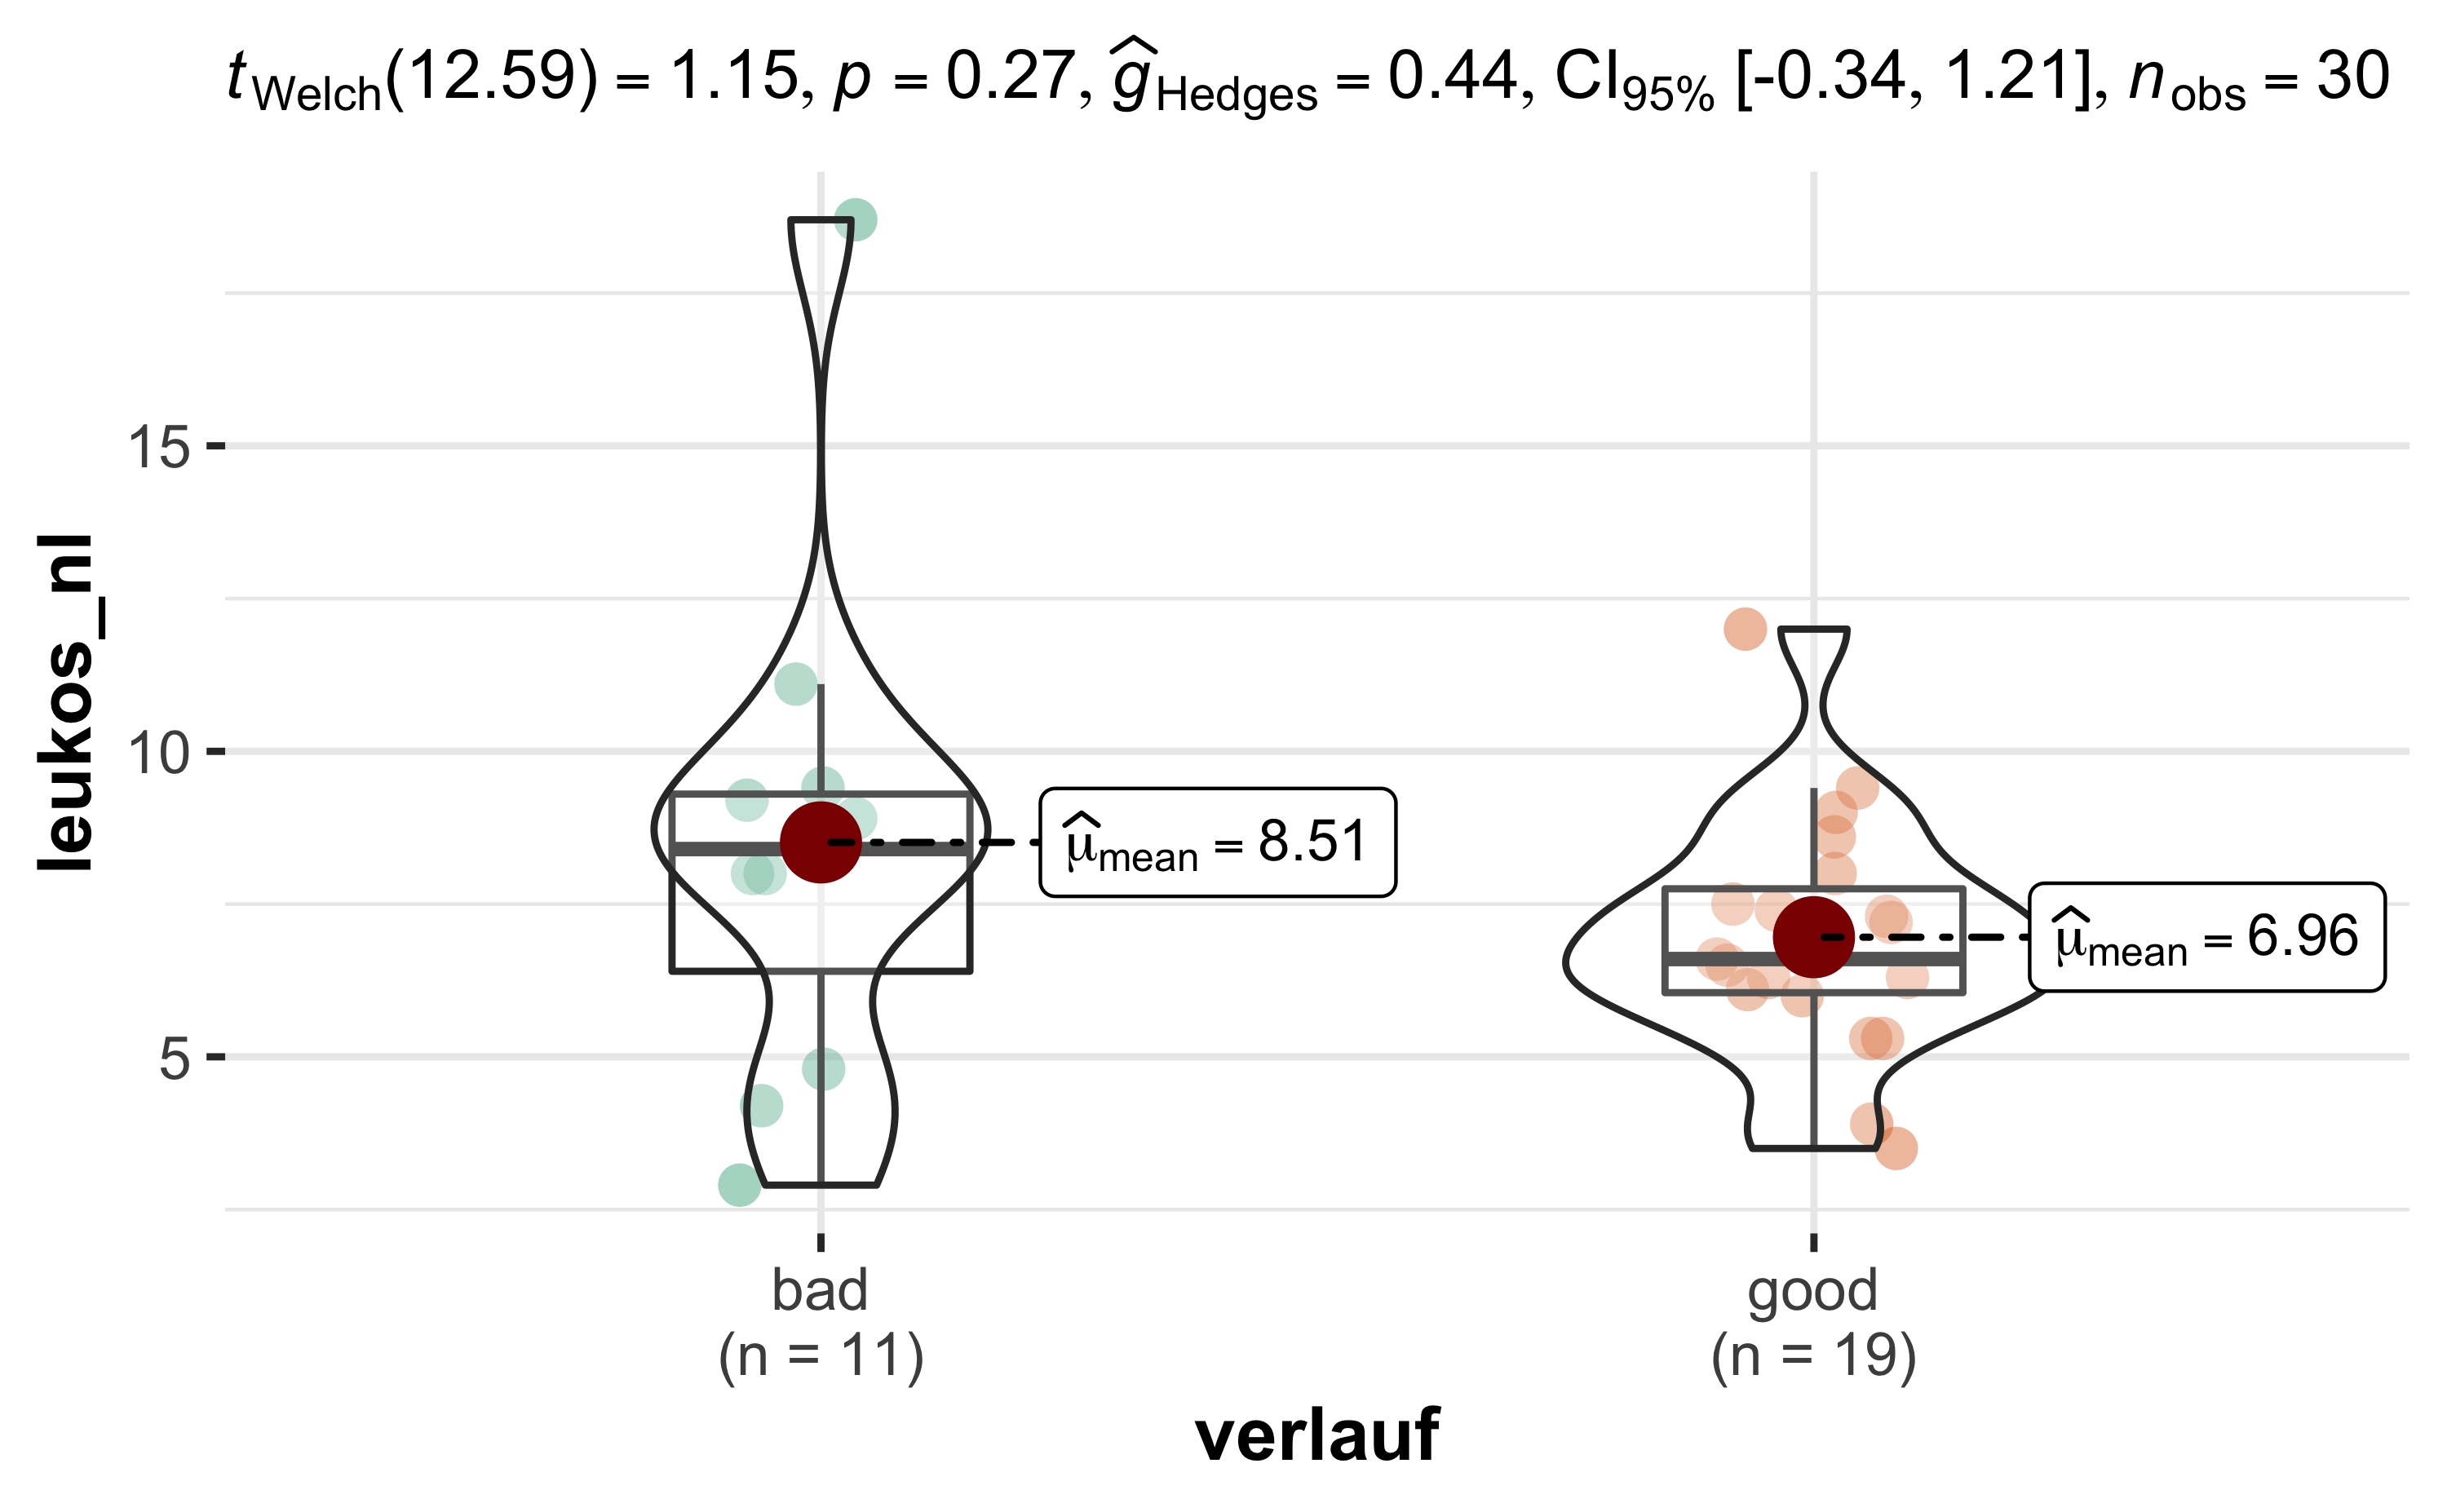 tWelch(12.59) = 1.15, p = 0.27, ĝHedges = 0.44, CI95% [-0.34, 1.21], nobs = 30
leukos_nl
15
10
5
μ̂mean = 8.51
μ̂mean = 6.96
bad
(n = 11)
good
(n = 19)
verlauf